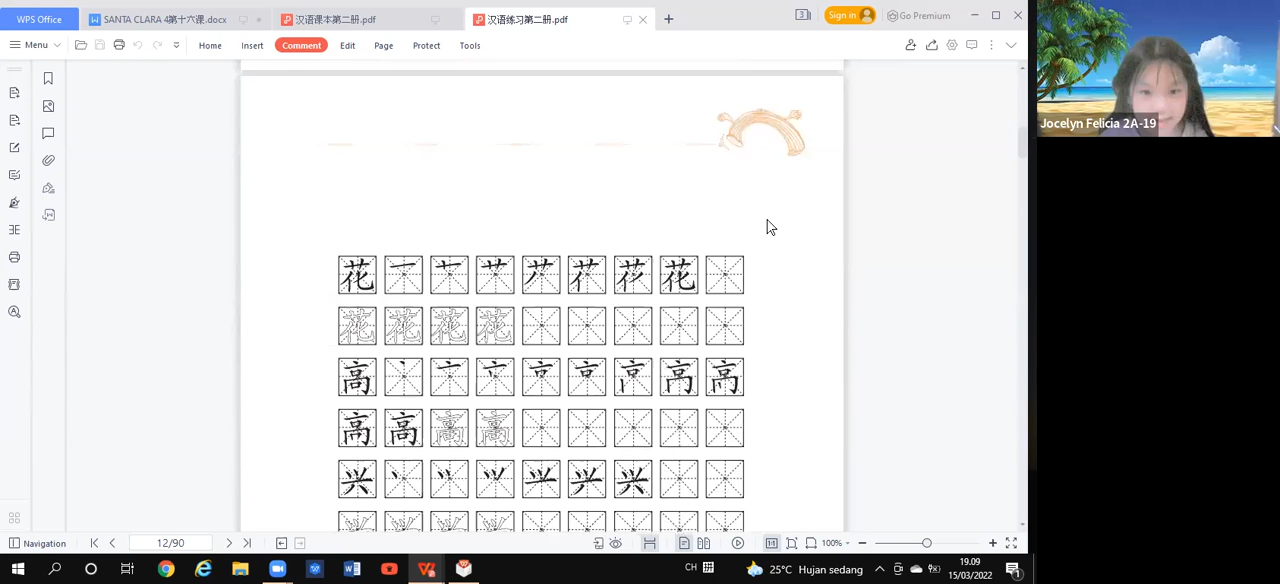 WPS Office
SANTA CLARA 4第十六课.docx
汉语课本第二册.pdf
汉语练习第二册.pdf
3
Sign in
Go Premium
Menu
Home
Insert
Comment
Edit
Page
Protect
Tools
Jocelyn Felicia 2A-19
花 花
花 花 花 花
高 高
高 高 高 高
兴 兴 兴
Navigation
12/90
100%
CH
25°C Hujan sedang
19.09
15/03/2022
1